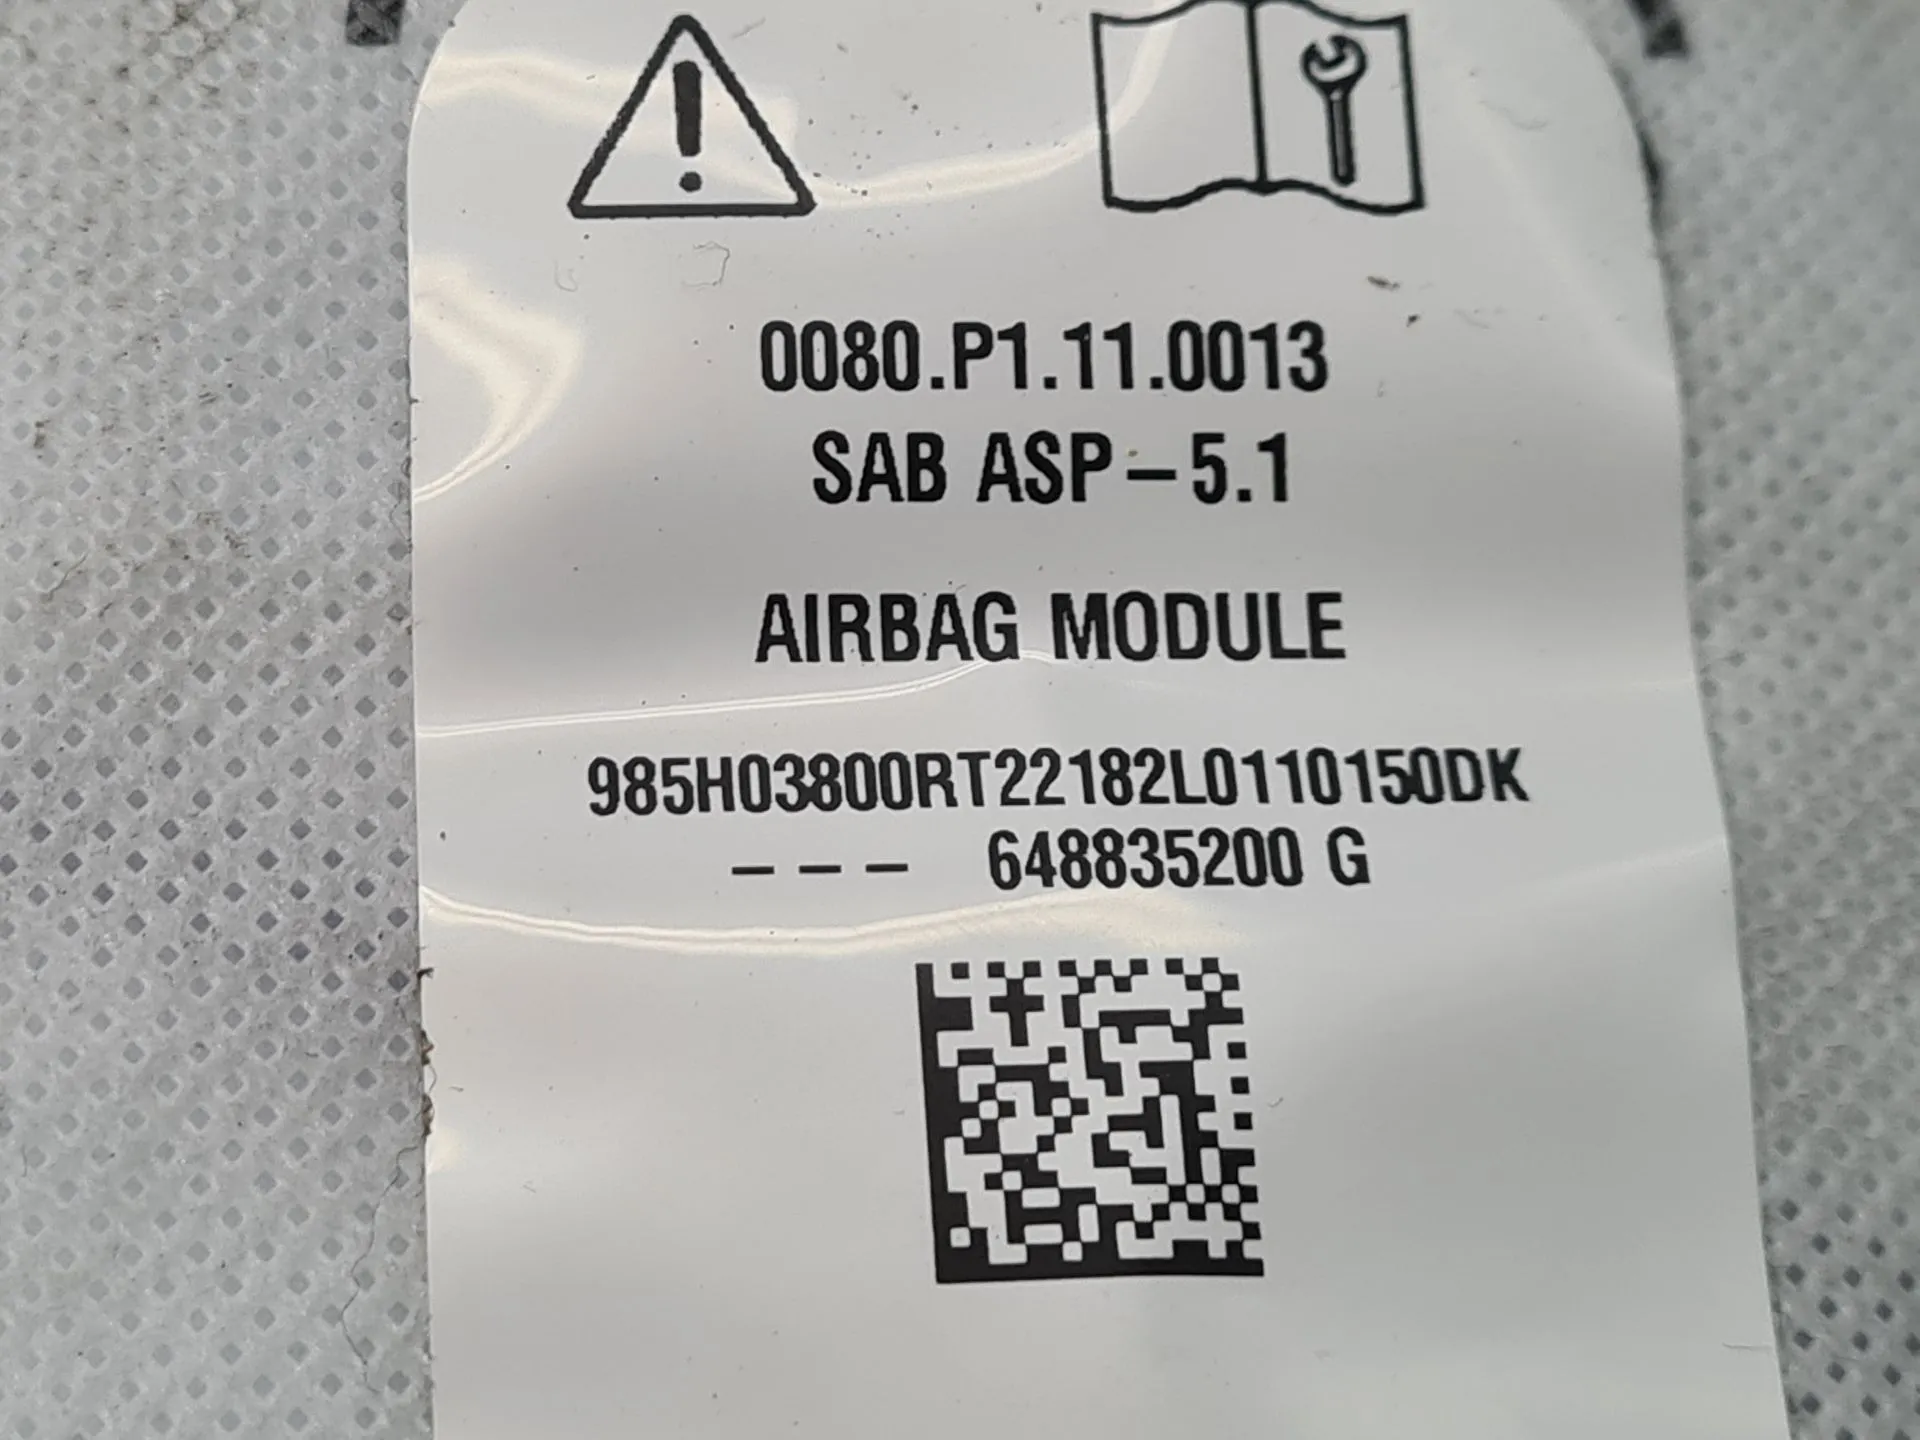 0080.P1.11.0013
SAB ASP-5.1
AIRBAG MODULE
985H03800RT22182L0110150DK
--- 648835200 G